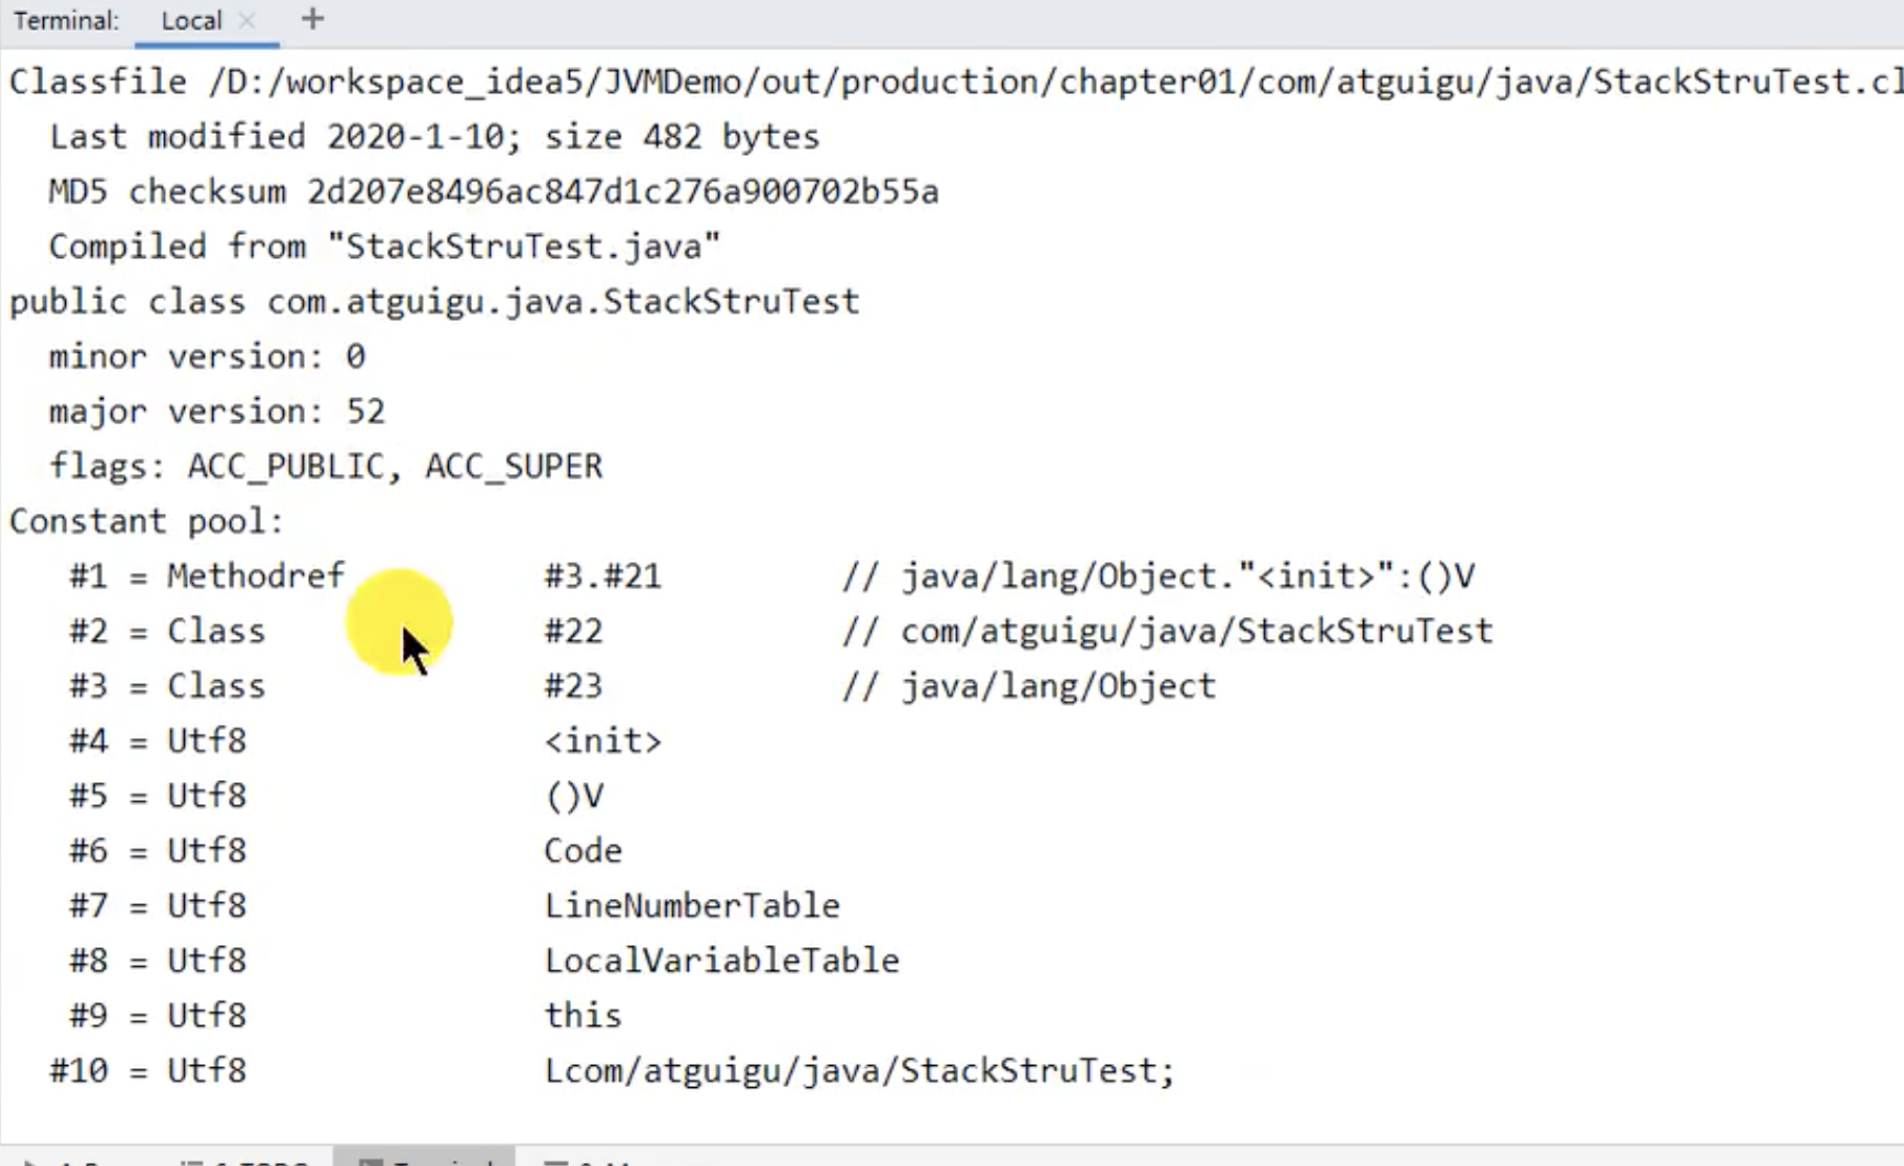 Terminal: Local × +
Classfile /D:/workspace_idea5/JVMDemo/out/production/chapter01/com/atguigu/java/StackStruTest.cl
Last modified 2020-1-10; size 482 bytes
MD5 checksum 2d207e8496ac847d1c276a900702b55a
Compiled from "StackStruTest.java"
public class com.atguigu.java.StackStruTest
minor version: 0
major version: 52
flags: ACC_PUBLIC, ACC_SUPER
Constant pool:
#1 = Methodref #3.#21 // java/lang/Object."<init>":()V
#2 = Class #22 // com/atguigu/java/StackStruTest
#3 = Class #23 // java/lang/Object
#4 = Utf8 <init>
#5 = Utf8 ()V
#6 = Utf8 Code
#7 = Utf8 LineNumberTable
#8 = Utf8 LocalVariableTable
#9 = Utf8 this
#10 = Utf8 Lcom/atguigu/java/StackStruTest;